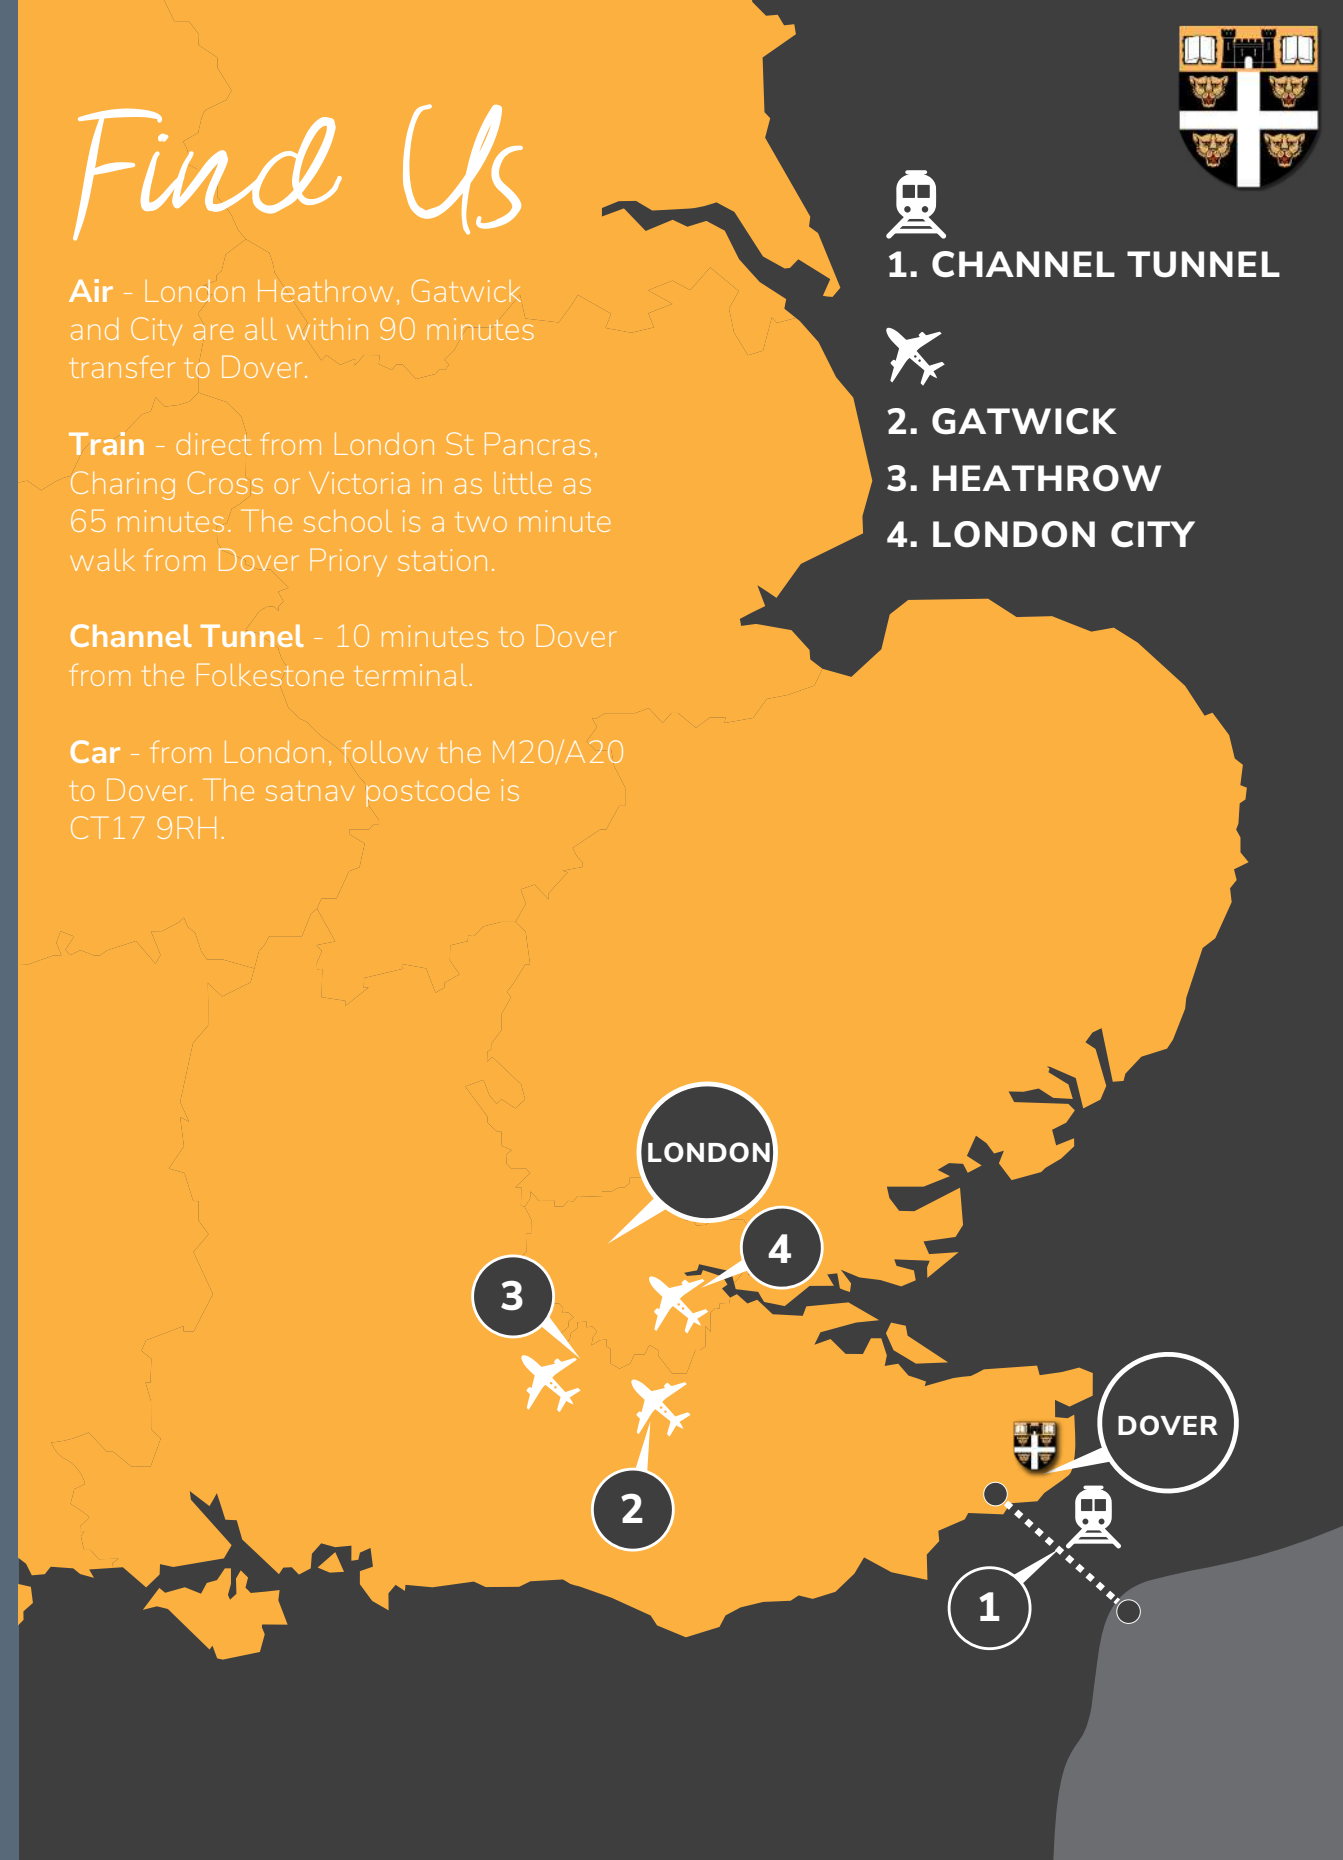 Find Us
Air - London Heathrow, Gatwick
and City are all within 90 minutes
transfer to Dover.
Train - direct from London St Pancras,
Charing Cross or Victoria in as little as
65 minutes. The school is a two minute
walk from Dover Priory station.
Channel Tunnel - 10 minutes to Dover
from the Folkestone terminal.
Car - from London, follow the M20/A20
to Dover. The satnav postcode is
CT17 9RH.
1. CHANNEL TUNNEL
2. GATWICK
3. HEATHROW
4. LONDON CITY
LONDON
4
3
DOVER
2
1